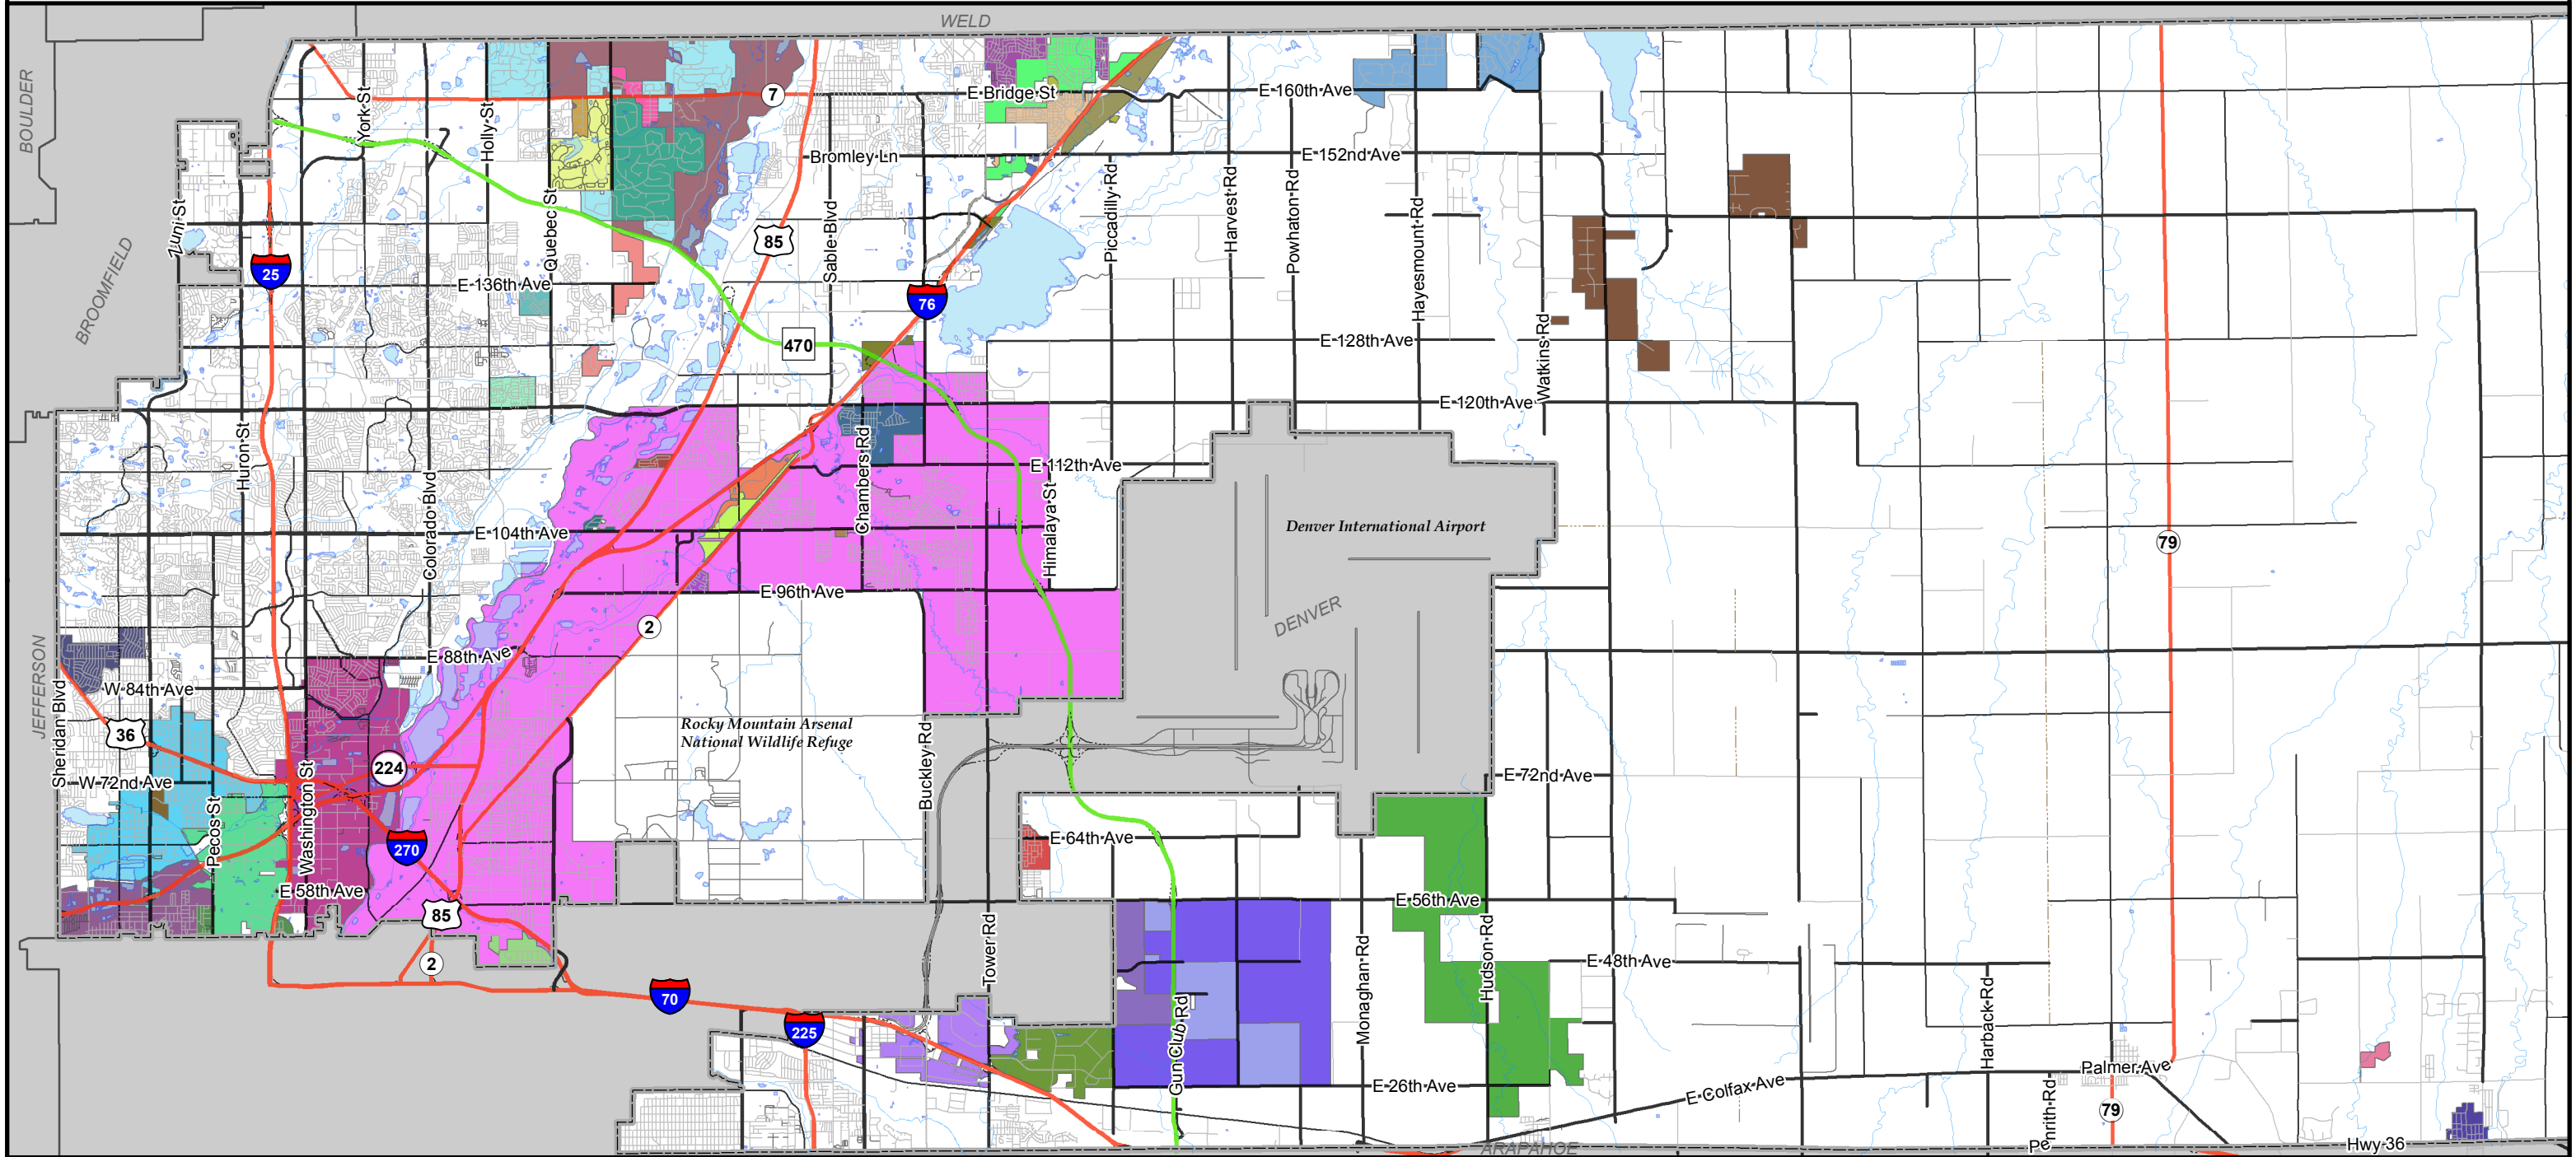 WELD
BOULDER
BROOMFIELD
JEFFERSON
DENVER
ARAPAHOE
7
E Bridge St
E 160th Ave
York St
Holly St
Bromley Ln
E 152nd Ave
Zuni St
Quebec St
Sable Blvd
Piccadilly Rd
Harvest Rd
Powhaton Rd
Hayesmount Rd
85
25
E 136th Ave
76
470
E 128th Ave
Watkins Rd
E 120th Ave
Huron St
Colorado Blvd
Chambers Rd
E 112th Ave
Himalaya St
E 104th Ave
Denver International Airport
79
E 96th Ave
2
E 88th Ave
W 84th Ave
Sheridan Blvd
36
Rocky Mountain Arsenal
National Wildlife Refuge
Buckley Rd
224
W 72nd Ave
E 72nd Ave
Pecos St
Washington St
270
E 64th Ave
E 58th Ave
E 56th Ave
85
2
Tower Rd
Monaghan Rd
Hudson Rd
E 48th Ave
70
225
Gun Club Rd
Harback Rd
E 26th Ave
E Colfax Ave
Palmer Ave
79
Penrith Rd
Hwy 36